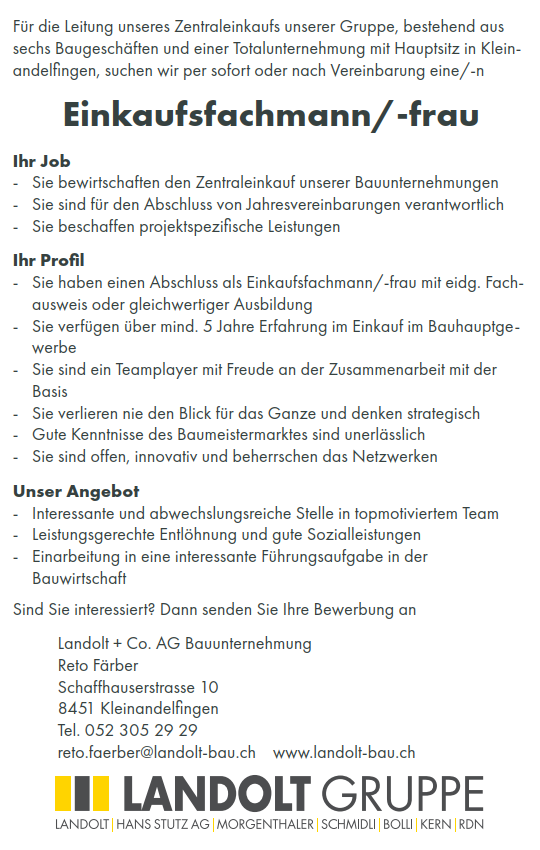 Für die Leitung unseres Zentraleinkaufs unserer Gruppe, bestehend aus
sechs Baugeschäften und einer Totalunternehmung mit Hauptsitz in Klein-
andelfingen, suchen wir per sofort oder nach Vereinbarung eine/-n
Einkaufsfachmann/-frau
Ihr Job
- Sie bewirtschaften den Zentraleinkauf unserer Bauunternehmungen
- Sie sind für den Abschluss von Jahresvereinbarungen verantwortlich
- Sie beschaffen projektspezifische Leistungen
Ihr Profil
- Sie haben einen Abschluss als Einkaufsfachmann/-frau mit eidg. Fach-
ausweis oder gleichwertiger Ausbildung
- Sie verfügen über mind. 5 Jahre Erfahrung im Einkauf im Bauhauptge-
werbe
- Sie sind ein Teamplayer mit Freude an der Zusammenarbeit mit der
Basis
- Sie verlieren nie den Blick für das Ganze und denken strategisch
- Gute Kenntnisse des Baumeistermarktes sind unerlässlich
- Sie sind offen, innovativ und beherrschen das Netzwerken
Unser Angebot
- Interessante und abwechslungsreiche Stelle in topmotiviertem Team
- Leistungsgerechte Entlöhnung und gute Sozialleistungen
- Einarbeitung in eine interessante Führungsaufgabe in der
Bauwirtschaft
Sind Sie interessiert? Dann senden Sie Ihre Bewerbung an
Landolt + Co. AG Bauunternehmung
Reto Färber
Schaffhauserstrasse 10
8451 Kleinandelfingen
Tel. 052 305 29 29
reto.faerber@landolt-bau.ch www.landolt-bau.ch
LANDOLT GRUPPE
LANDOLT | HANS STUTZ AG | MORGENTHALER | SCHMIDLI | BOLLI | KERN | RDN